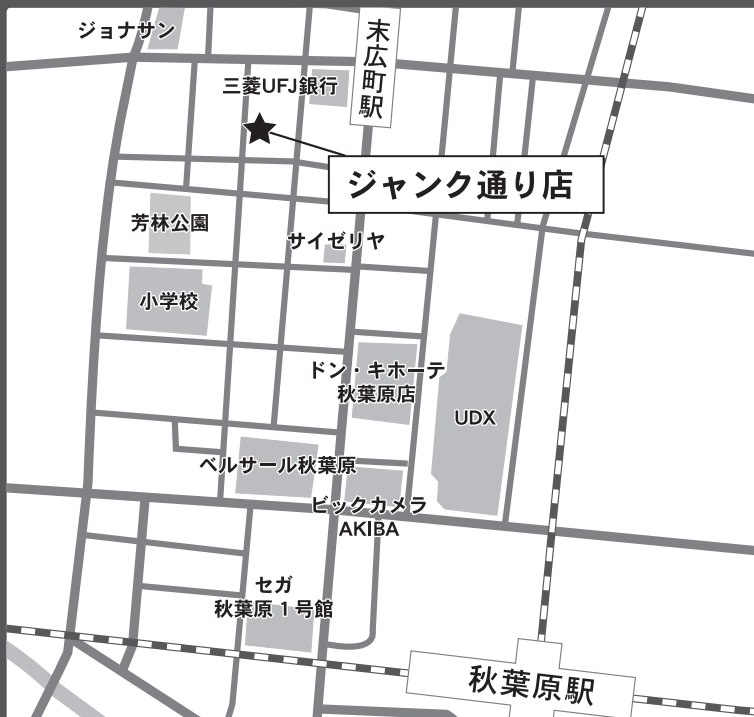 ジョナサン
末広町駅
三菱UFJ銀行
ジャンク通り店
芳林公園
サイゼリヤ
小学校
ドン・キホーテ
秋葉原店
UDX
ベルサール秋葉原
ビックカメラ
AKIBA
セガ
秋葉原1号館
秋葉原駅